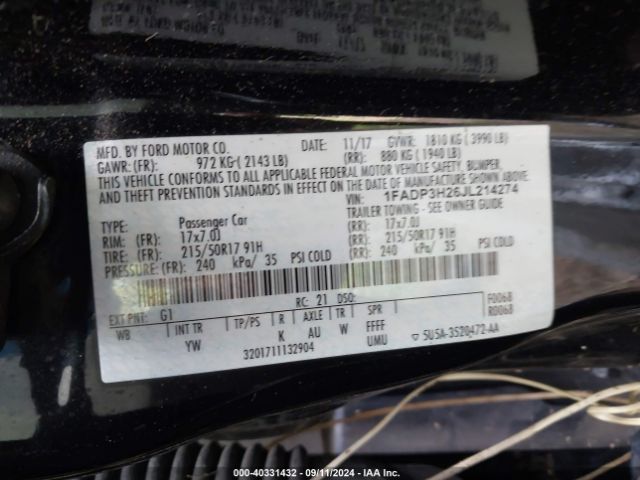 MFD. BY FORD MOTOR CO. DATE: 11/17 GVWR: 1810 KG ( 3990 LB)
GAWR: (FR): 972 KG ( 2143 LB) (RR): 880 KG ( 1940 LB)
THIS VEHICLE CONFORMS TO ALL APPLICABLE FEDERAL MOTOR VEHICLE SAFETY, BUMPER,
THEFT PREVENTION STANDARDS IN EFFECT ON THE DATE OF MANUFACTURE SHOWN ABOVE.
VIN: 1FADP3H26JL214274
TYPE: Passenger Car TRAILER TOWING - SEE OWNER GUIDE
RIM: (FR): 17x7.0J (RR): 17x7.0J
TIRE: (FR): 215/50R17 91H (RR): 215/50R17 91H
PRESSURE: (FR): 240 kPa/ 35 PSI COLD (RR): 240 kPa/ 35 PSI COLD
EXT PNT: G1 RC: 21 DSO: F0068
R0068
WB INT TR TP/PS R AXLE TR SPR
YW K AU W FFFF
UMU
3201711132904 5U5A-3520472-AA
000-40331432 - 09/11/2024 - IAA Inc.